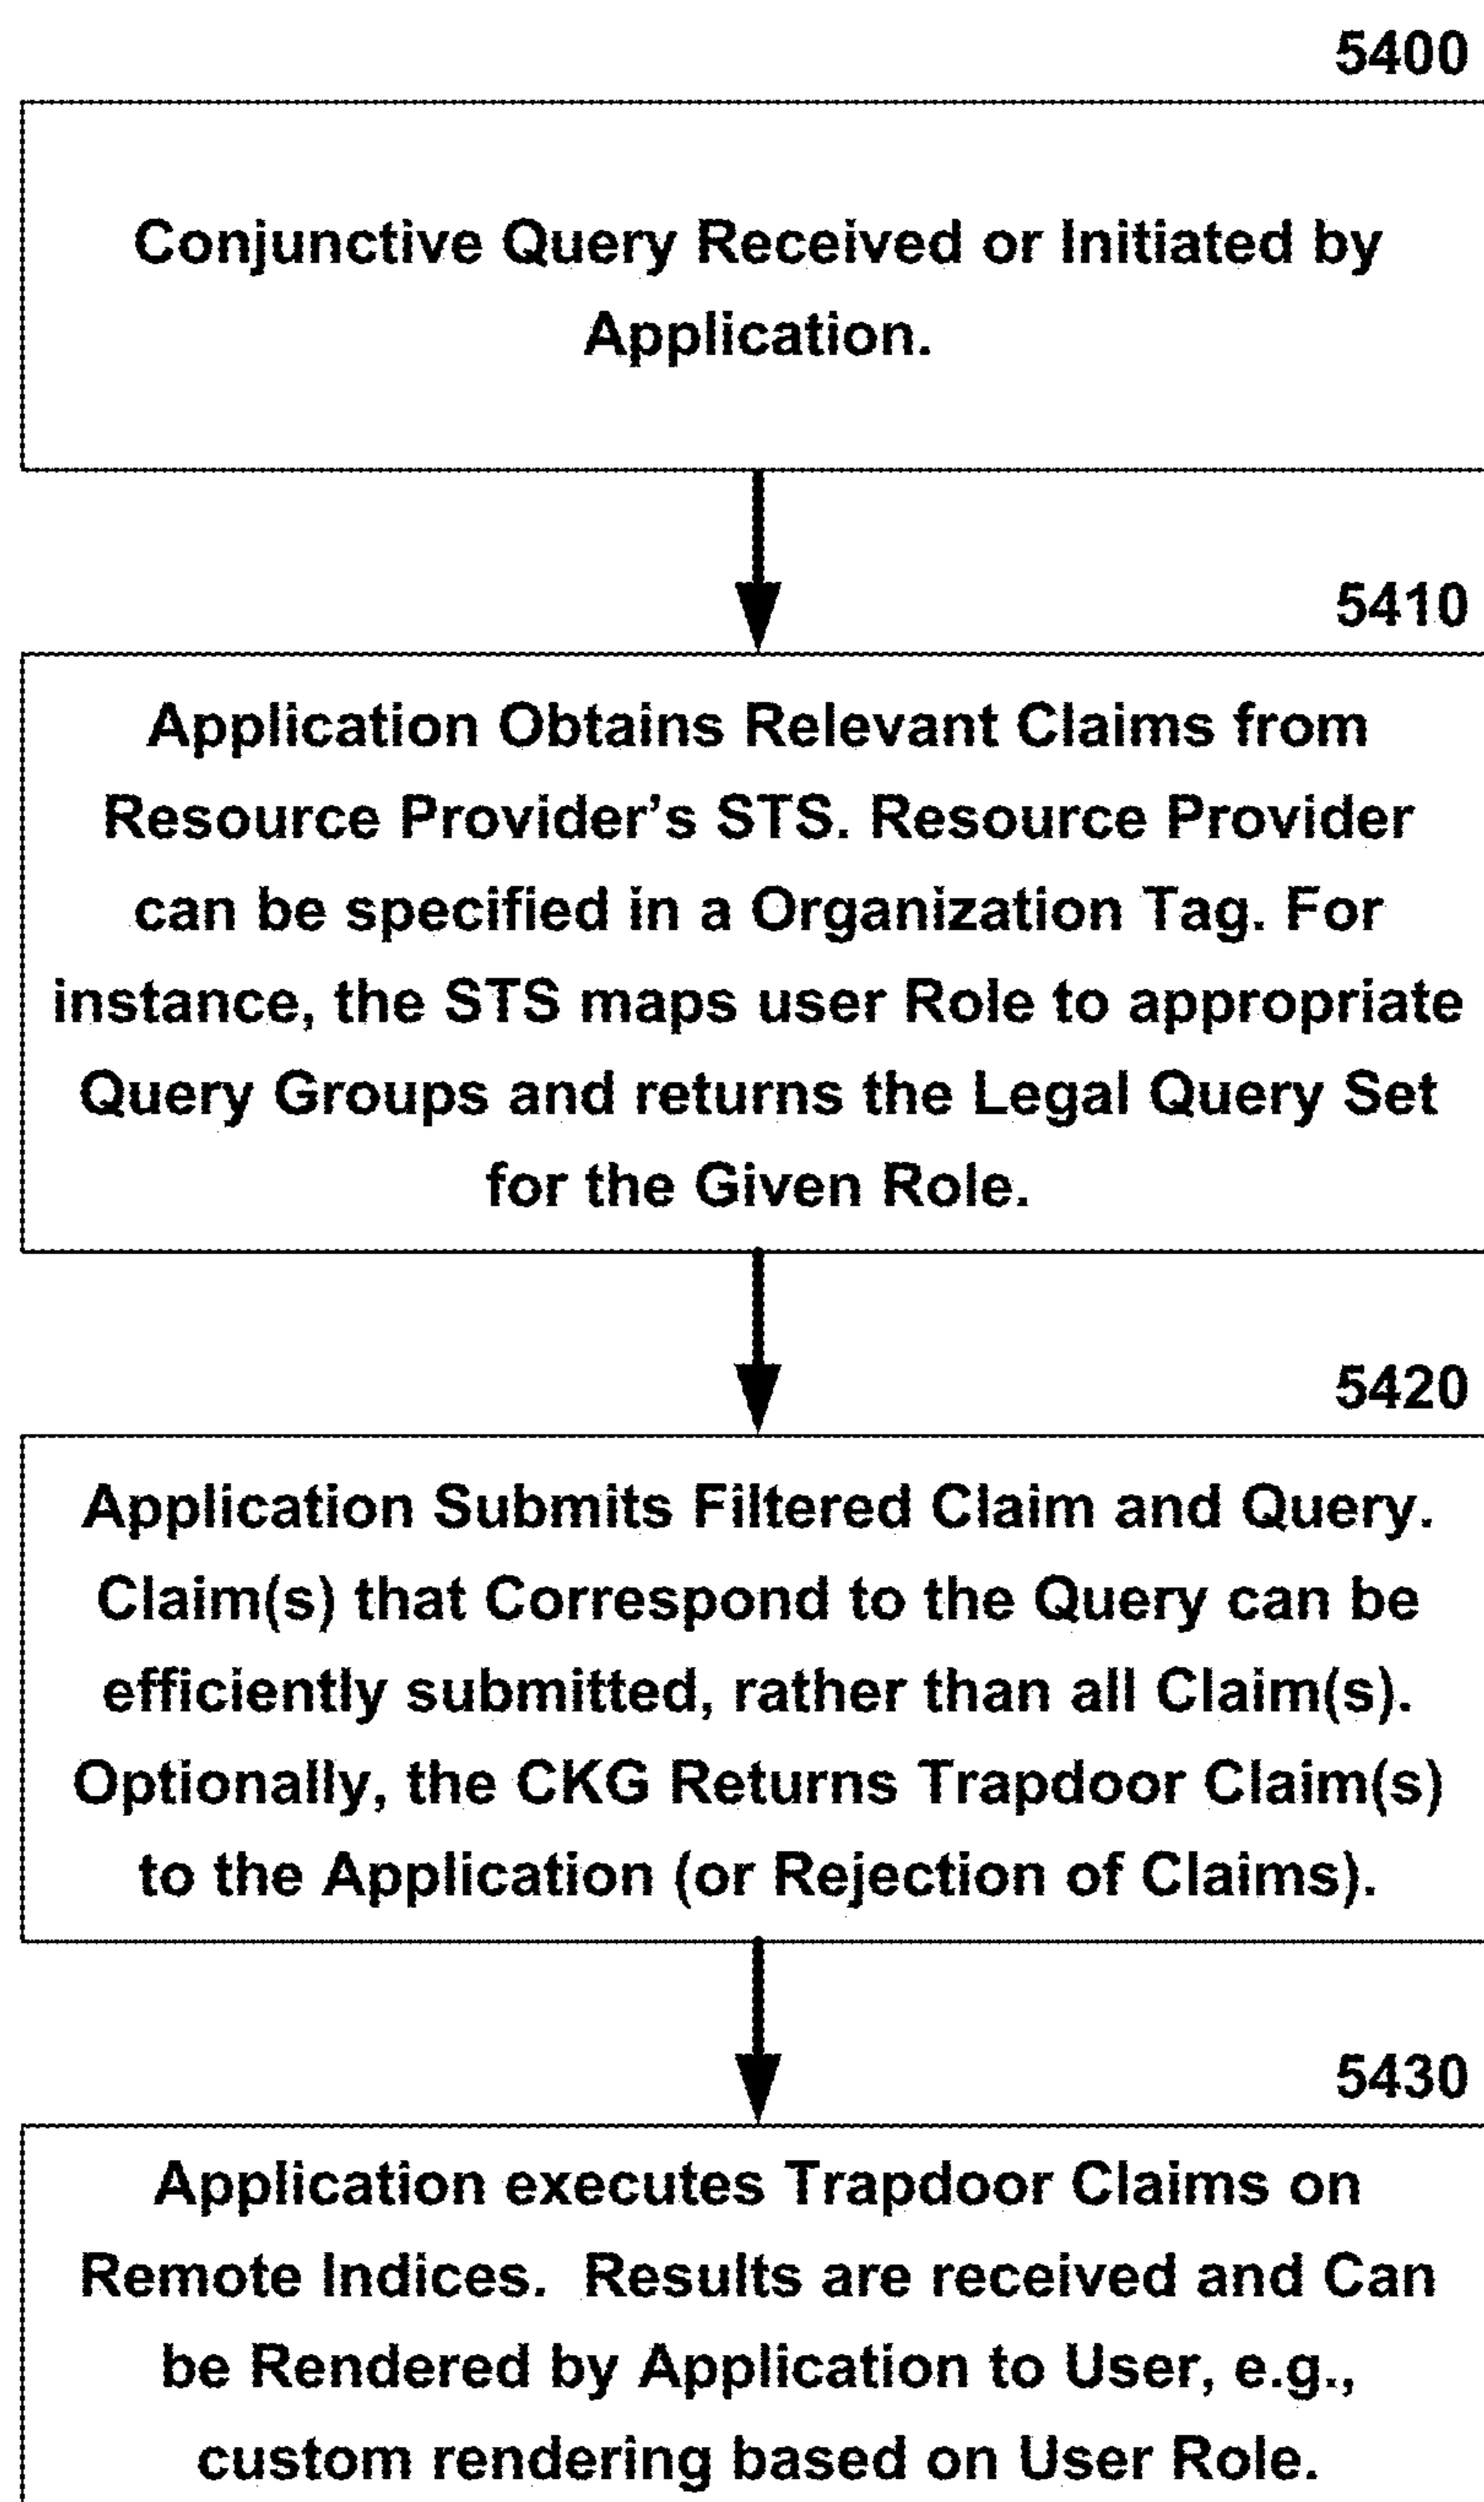 5400
Conjunctive Query Received or Initiated by
Application.
5410
Application Obtains Relevant Claims from
Resource Provider’s STS. Resource Provider
can be specified in a Organization Tag. For
instance, the STS maps user Role to appropriate
Query Groups and returns the Legal Query Set
for the Given Role.
5420
Application Submits Filtered Claim and Query.
Claim(s) that Correspond to the Query can be
efficiently submitted, rather than all Claim(s).
Optionally, the CKG Returns Trapdoor Claim(s)
to the Application (or Rejection of Claims).
5430
Application executes Trapdoor Claims on
Remote Indices.  Results are received and Can
be Rendered by Application to User, e.g.,
custom rendering based on User Role.